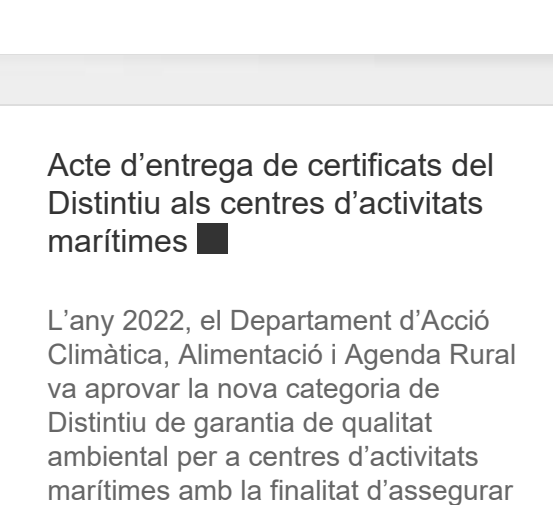 Acte d’entrega de certificats del
Distintiu als centres d’activitats
marítimes
L’any 2022, el Departament d’Acció
Climàtica, Alimentació i Agenda Rural
va aprovar la nova categoria de
Distintiu de garantia de qualitat
ambiental per a centres d’activitats
marítimes amb la finalitat d’assegurar